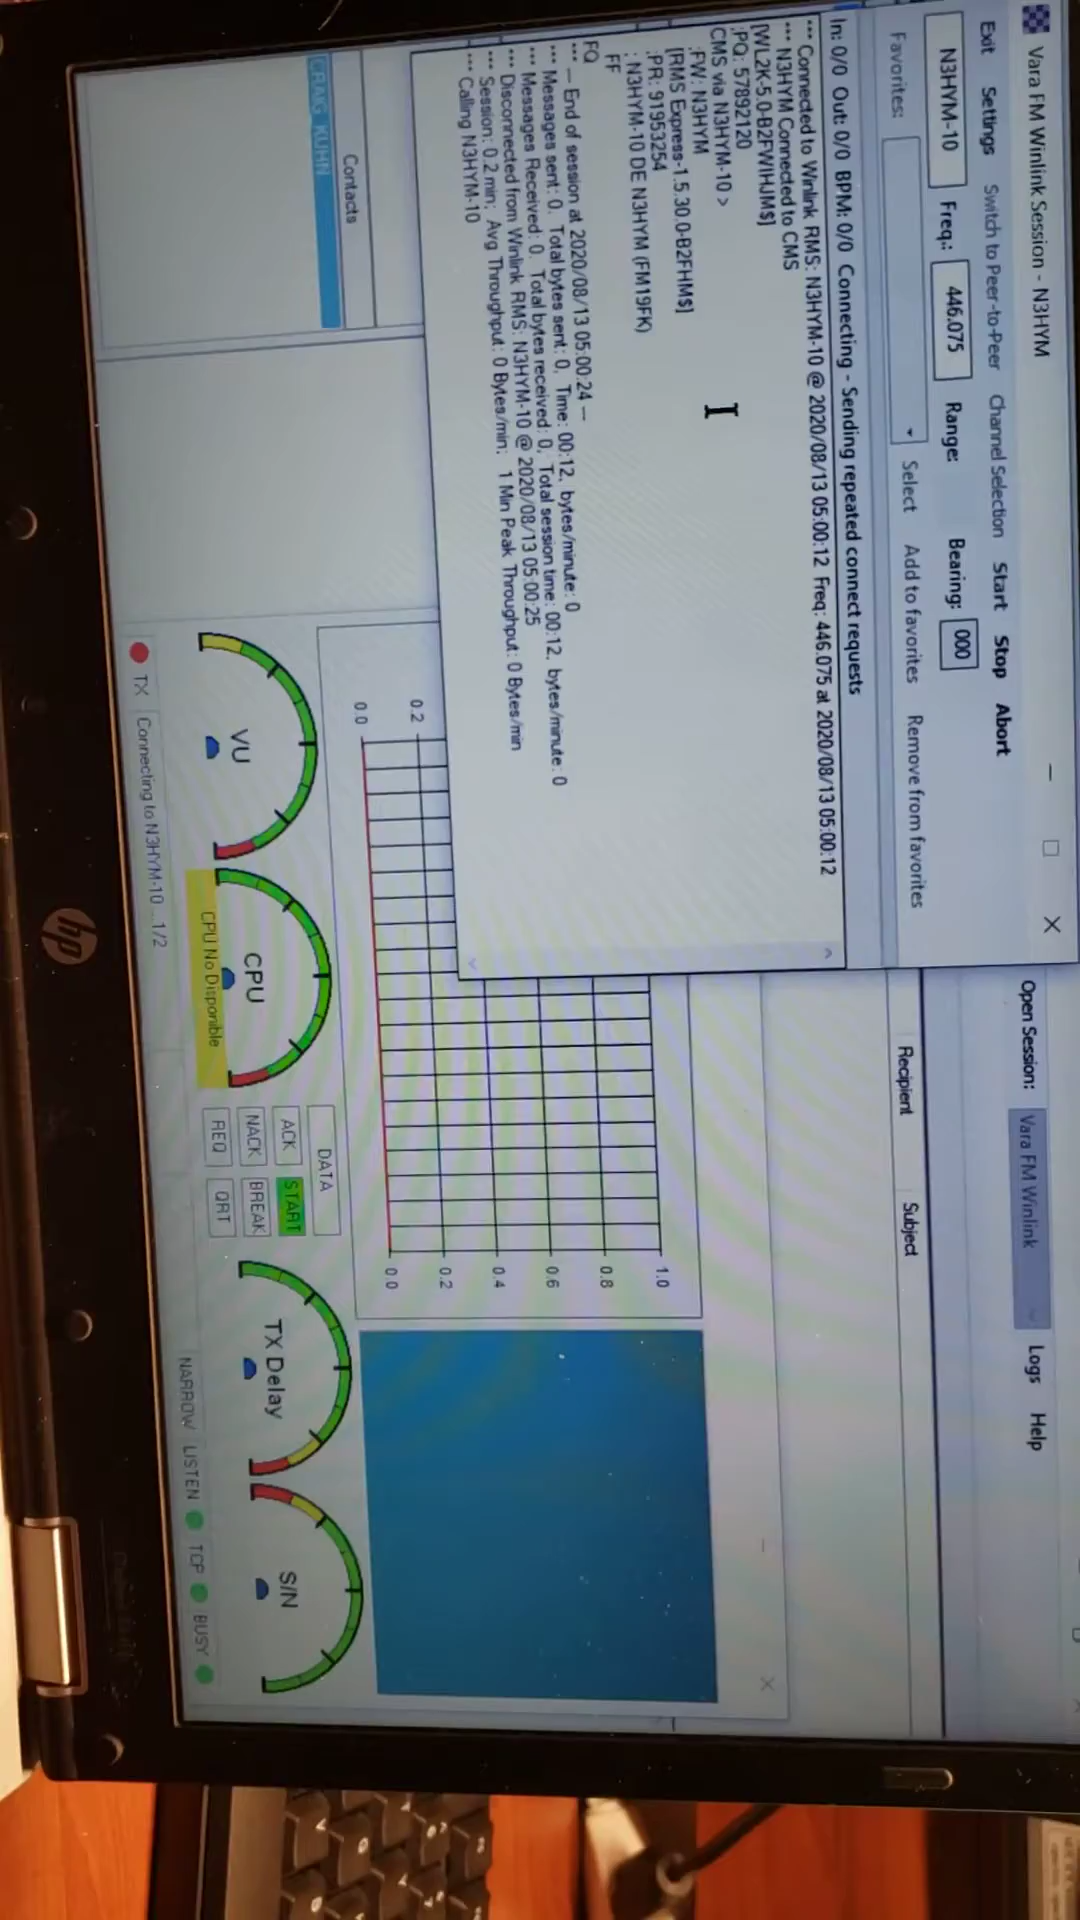 Vara FM Winlink Session - N3HYM
Exit Settings Switch to Peer-to-Peer Channel Selection Start Stop Abort
N3HYM-10 Freq.: 446.075 Range: Bearing: 000
Favorites: Select Add to favorites Remove from favorites
In: 0/0 Out: 0/0 BPM: 0/0 Connecting - Sending repeated connect requests
*** Connected to Winlink RMS: N3HYM-10 @ 2020/08/13 05:00:12 Freq: 446.075 at 2020/08/13 05:00:12
*** N3HYM Connected to CMS
[WL2K-5.0-B2FWIHJM$]
;PQ: 57892120
CMS via N3HYM-10 >
;FW: N3HYM
[RMS Express-1.5.30.0-B2FHM$]
;PR: 91953254
; N3HYM-10 DE N3HYM (FM19FK)
FF
FQ
*** --- End of session at 2020/08/13 05:00:24 ---
*** Messages sent: 0. Total bytes sent: 0, Time: 00:12, bytes/minute: 0
*** Messages Received: 0. Total bytes received: 0, Total session time: 00:12, bytes/minute: 0
*** Disconnected from Winlink RMS: N3HYM-10 @ 2020/08/13 05:00:25
*** Session: 0.2 min; Avg Throughput: 0 Bytes/min; 1 Min Peak Throughput: 0 Bytes/min
*** Calling N3HYM-10
Open Session: Vara FM Winlink Logs Help
Recipient Subject
Contacts
CRAIG KUHN
0.2
0.0
1.0
0.8
0.6
0.4
0.2
0.0
VU
CPU
CPU No Disponible
DATA
ACK START
NACK BREAK
REQ QRT
TX Delay
S/N
TX Connecting to N3HYM-10 ...1/2
NARROW LISTEN TCP BUSY
hp